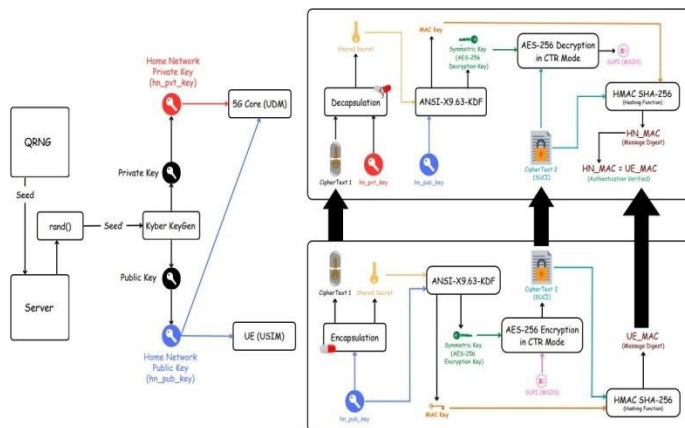 QRNG
Seed
Server
rand()
Seed'
Kyber KeyGen
Private Key
Public Key
Home Network
Private Key
(hn_pvt_key)
5G Core (UDM)
UE (USIM)
Home Network
Public Key
(hn_pub_key)
Shared Secret
Decapsulation
CipherText 1
hn_pvt_key
MAC Key
Symmetric Key
(AES-256
Decryption Key)
ANSI-X9.63-KDF
hn_pub_key
AES-256 Decryption
in CTR Mode
SUPI (MSIN)
CipherText 2
(SUCI)
HMAC SHA-256
(Hashing Function)
HN_MAC
(Message Digest)
HN_MAC = UE_MAC
(Authentication Verified)
CipherText 1
Shared Secret
Encapsulation
hn_pub_key
ANSI-X9.63-KDF
Symmetric Key
(AES-256
Encryption Key)
MAC Key
CipherText 2
(SUCI)
AES-256 Encryption
in CTR Mode
SUPI (MSIN)
UE_MAC
(Message Digest)
HMAC SHA-256
(Hashing Function)